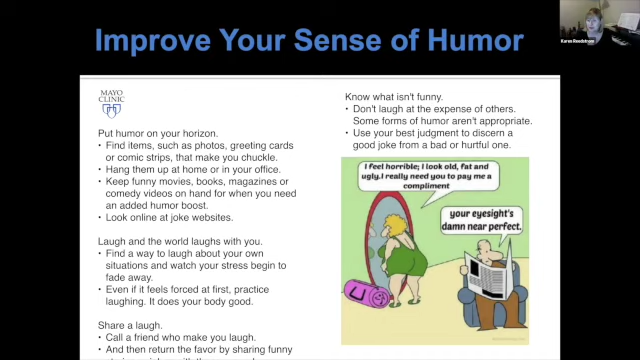 Improve Your Sense of Humor
MAYO
CLINIC
Put humor on your horizon.
• Find items, such as photos, greeting cards
or comic strips, that make you chuckle.
• Hang them up at home or in your office.
• Keep funny movies, books, magazines or
comedy videos on hand for when you need
an added humor boost.
• Look online at joke websites.
Laugh and the world laughs with you.
• Find a way to laugh about your own
situations and watch your stress begin to
fade away.
• Even if it feels forced at first, practice
laughing. It does your body good.
Share a laugh.
• Call a friend who make you laugh.
• And then return the favor by sharing funny
Know what isn't funny.
• Don't laugh at the expense of others.
Some forms of humor aren't appropriate.
• Use your best judgment to discern a
good joke from a bad or hurtful one.
I feel horrible; I look old, fat and
ugly.I really need you to pay me a
compliment
your eyesight's
damn near perfect.
Karen